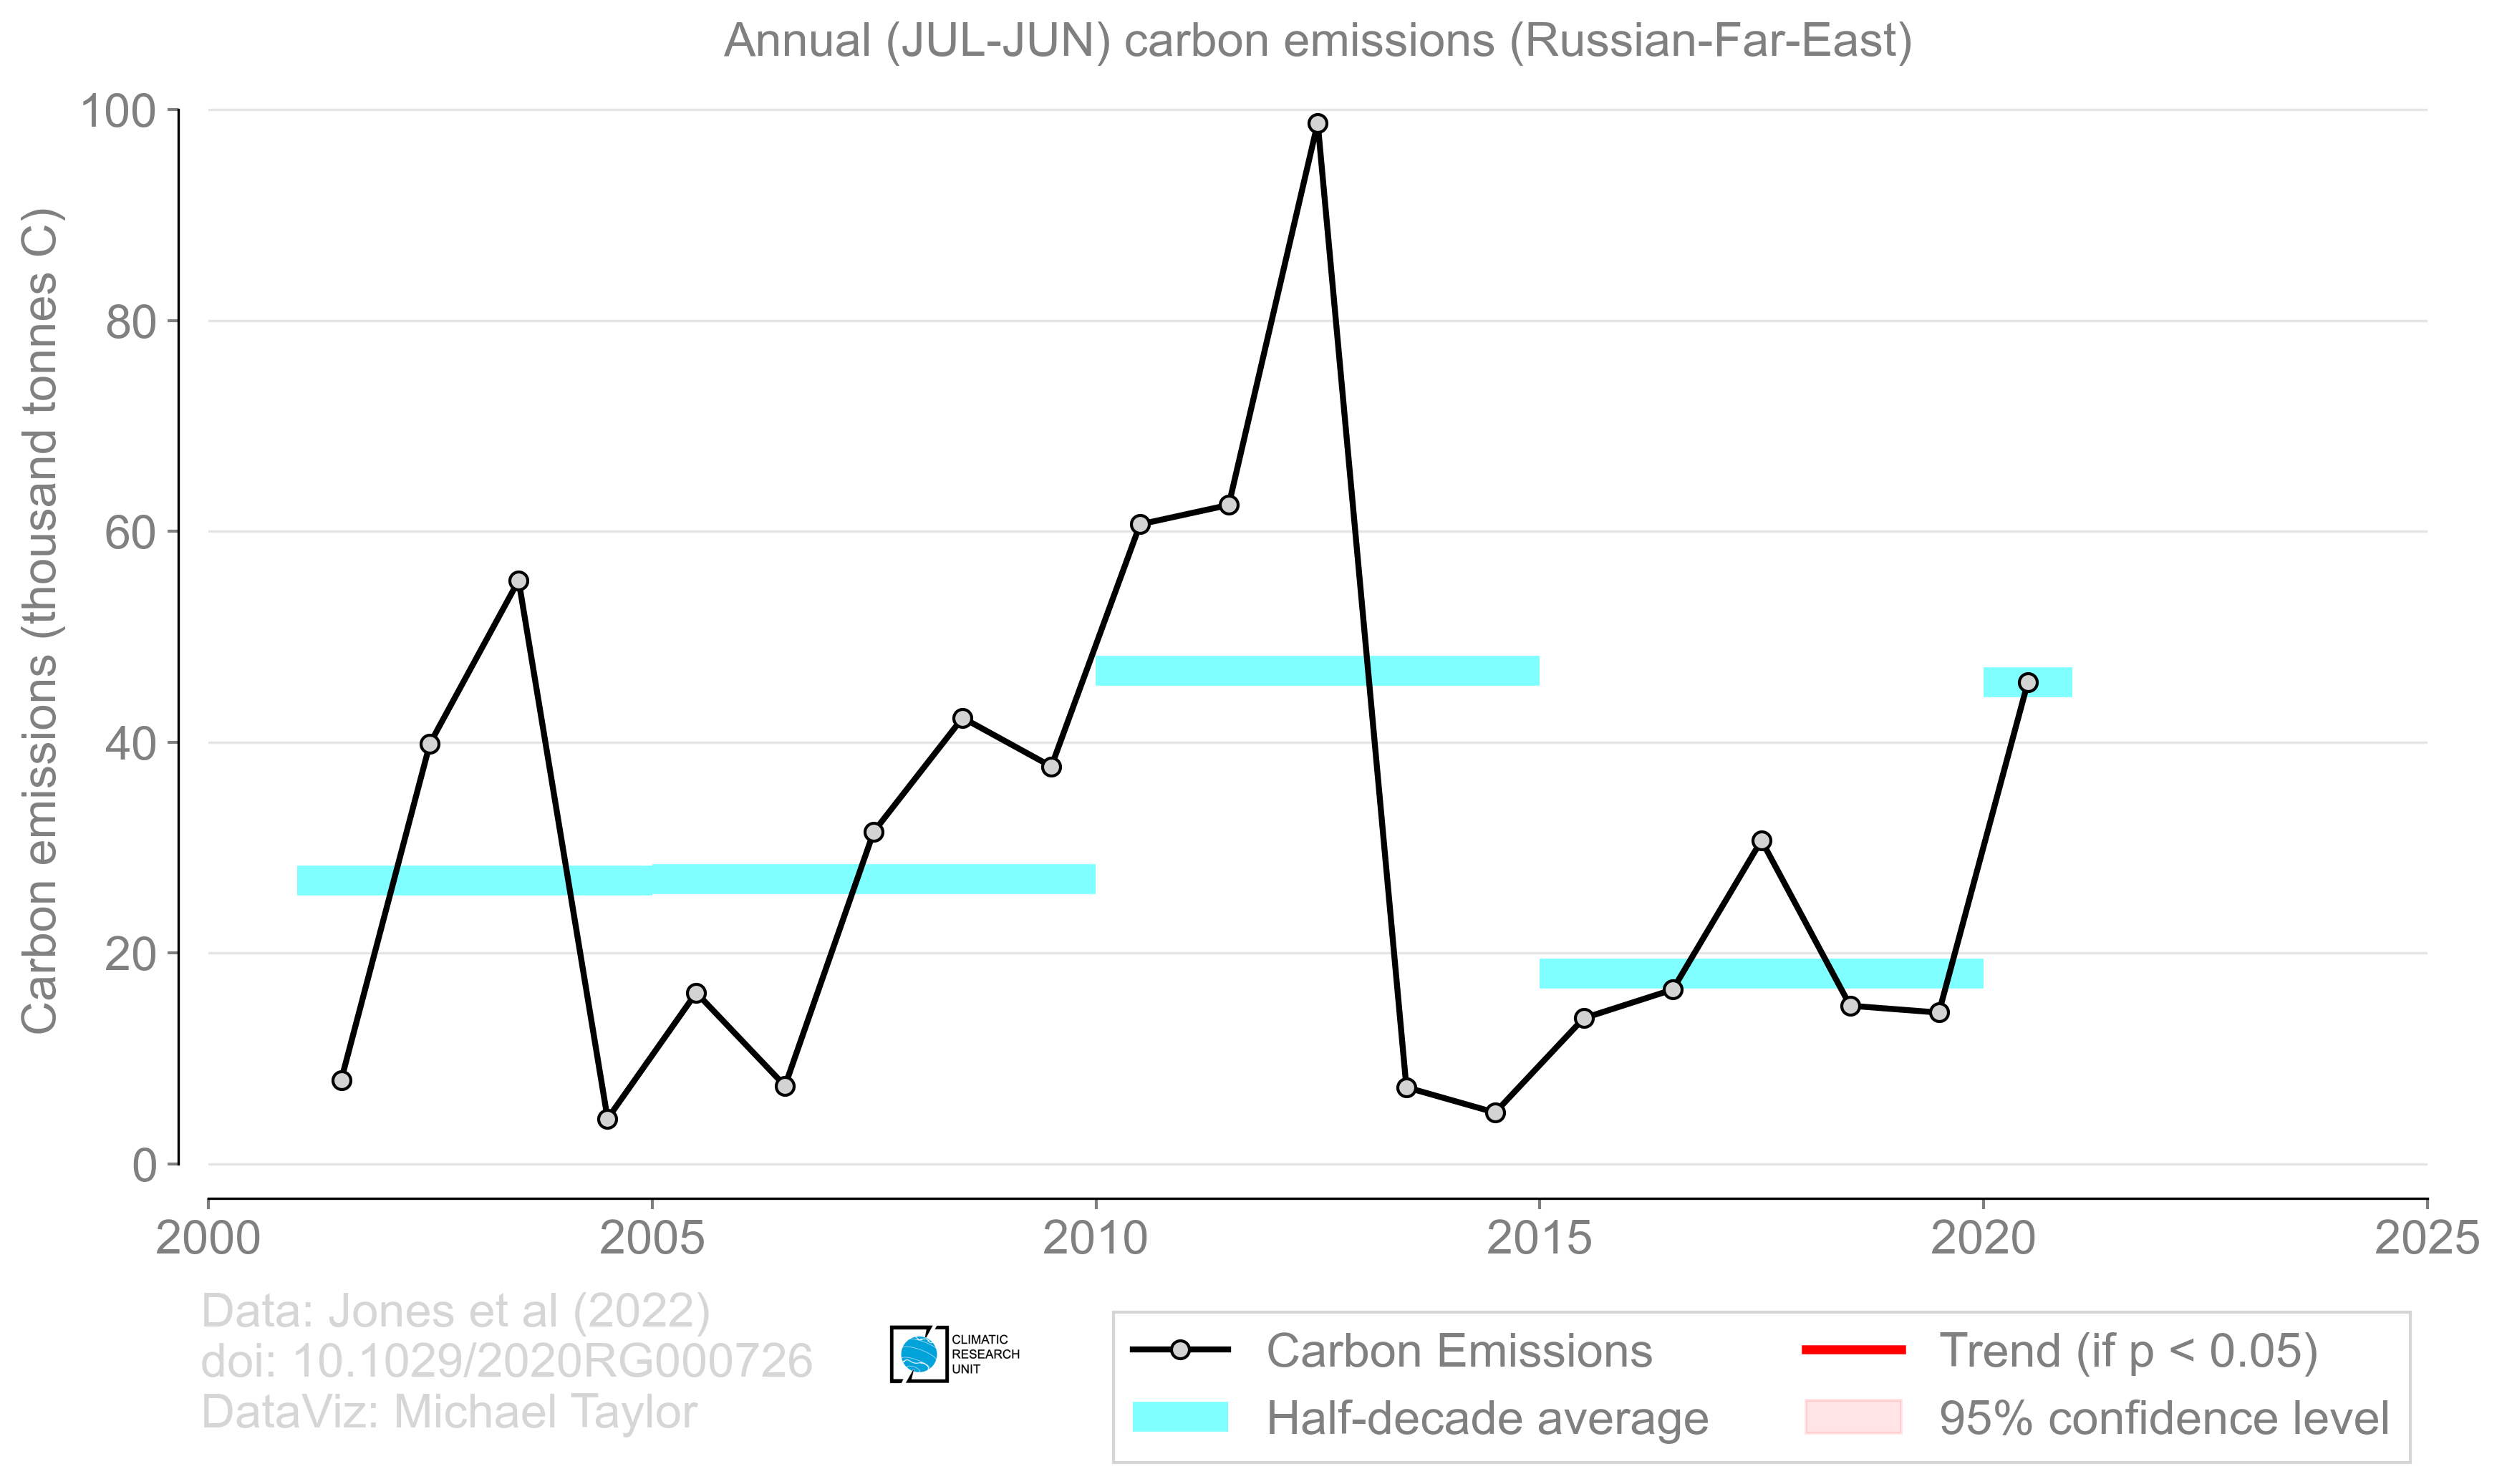 Annual (JUL-JUN) carbon emissions (Russian-Far-East)
Carbon emissions (thousand tonnes C)
100
80
60
40
20
0
2000 2005 2010 2015 2020 2025
Data: Jones et al (2022)
doi: 10.1029/2020RG000726
DataViz: Michael Taylor
CLIMATIC
RESEARCH
UNIT
Carbon Emissions
Half-decade average
Trend (if p < 0.05)
95% confidence level